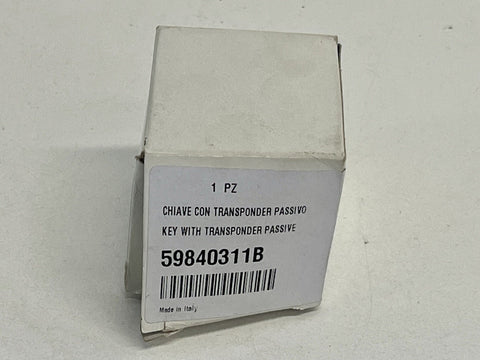 1 PZ
CHIAVE CON TRANSPONDER PASSIVO
KEY WITH TRANSPONDER PASSIVE
59840311B
Made in Italy